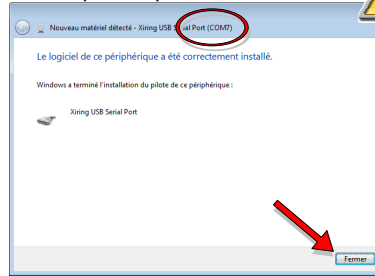 Nouveau matériel détecté - Xiring USB Serial Port (COM7)
Le logiciel de ce périphérique a été correctement installé.
Windows a terminé l'installation du pilote de ce périphérique :
Xiring USB Serial Port
Fermer